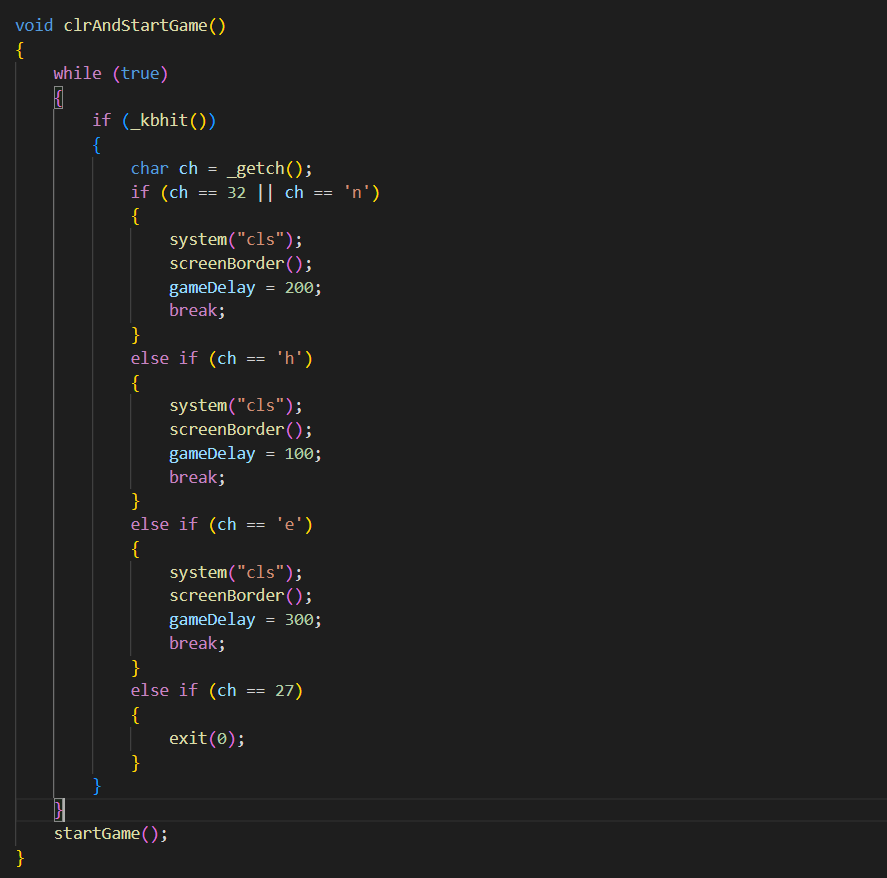 void clrAndStartGame()
{
    while (true)
    {
        if (_kbhit())
        {
            char ch = _getch();
            if (ch == 32 || ch == 'n')
            {
                system("cls");
                screenBorder();
                gameDelay = 200;
                break;
            }
            else if (ch == 'h')
            {
                system("cls");
                screenBorder();
                gameDelay = 100;
                break;
            }
            else if (ch == 'e')
            {
                system("cls");
                screenBorder();
                gameDelay = 300;
                break;
            }
            else if (ch == 27)
            {
                exit(0);
            }
        }
    }
    startGame();
}